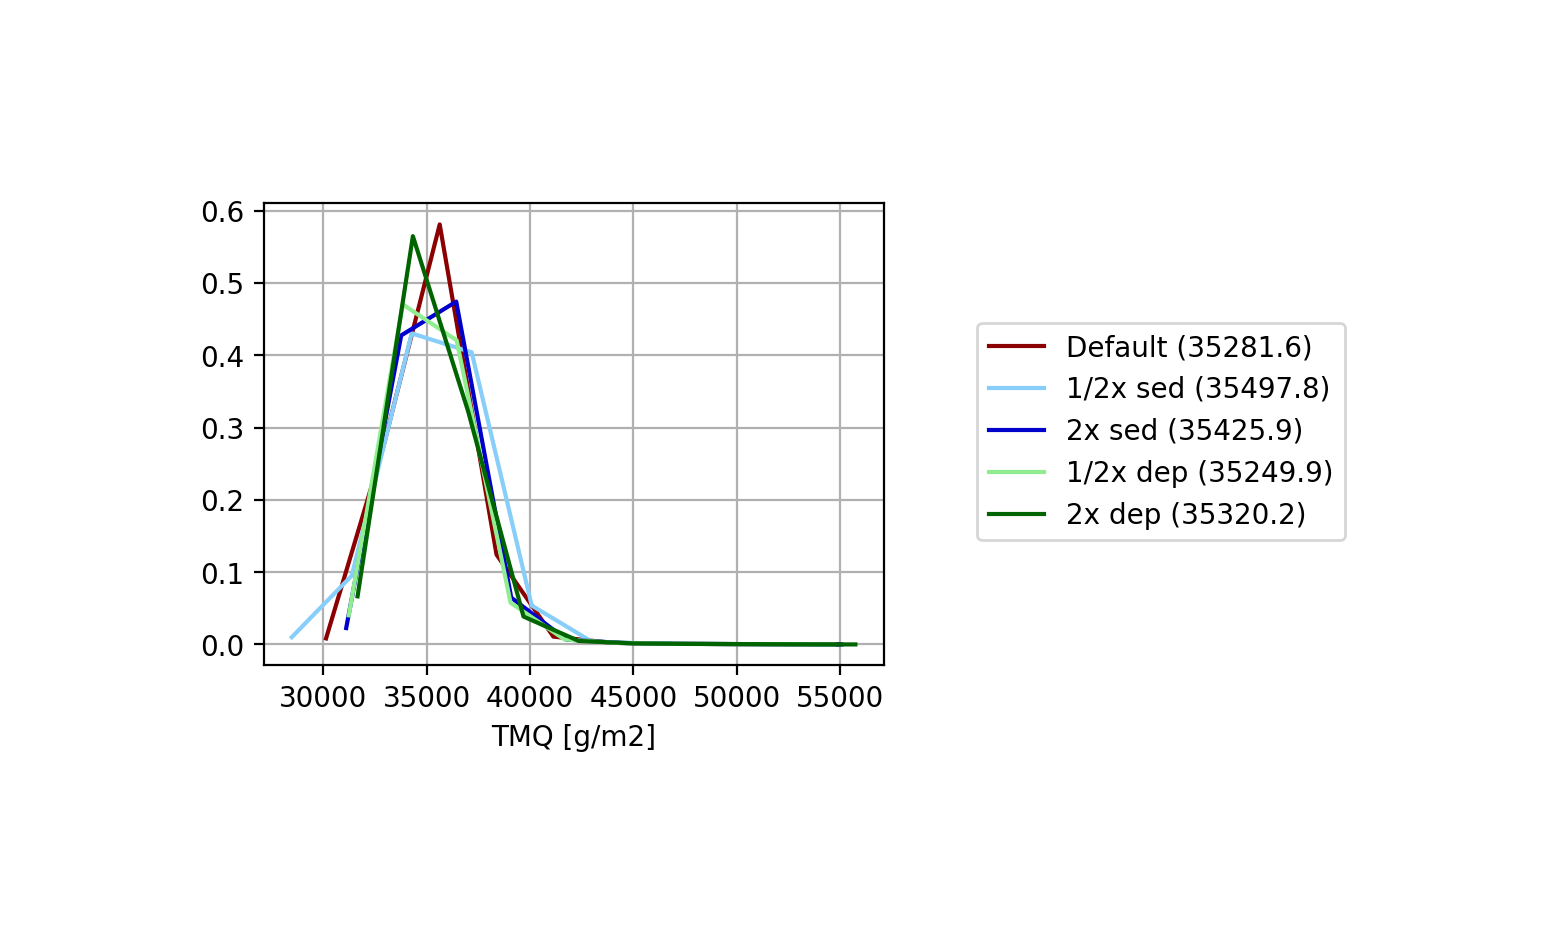 0.6
0.5
0.4
0.3
0.2
0.1
0.0
30000 35000 40000 45000 50000 55000
TMQ [g/m2]
Default (35281.6)
1/2x sed (35497.8)
2x sed (35425.9)
1/2x dep (35249.9)
2x dep (35320.2)